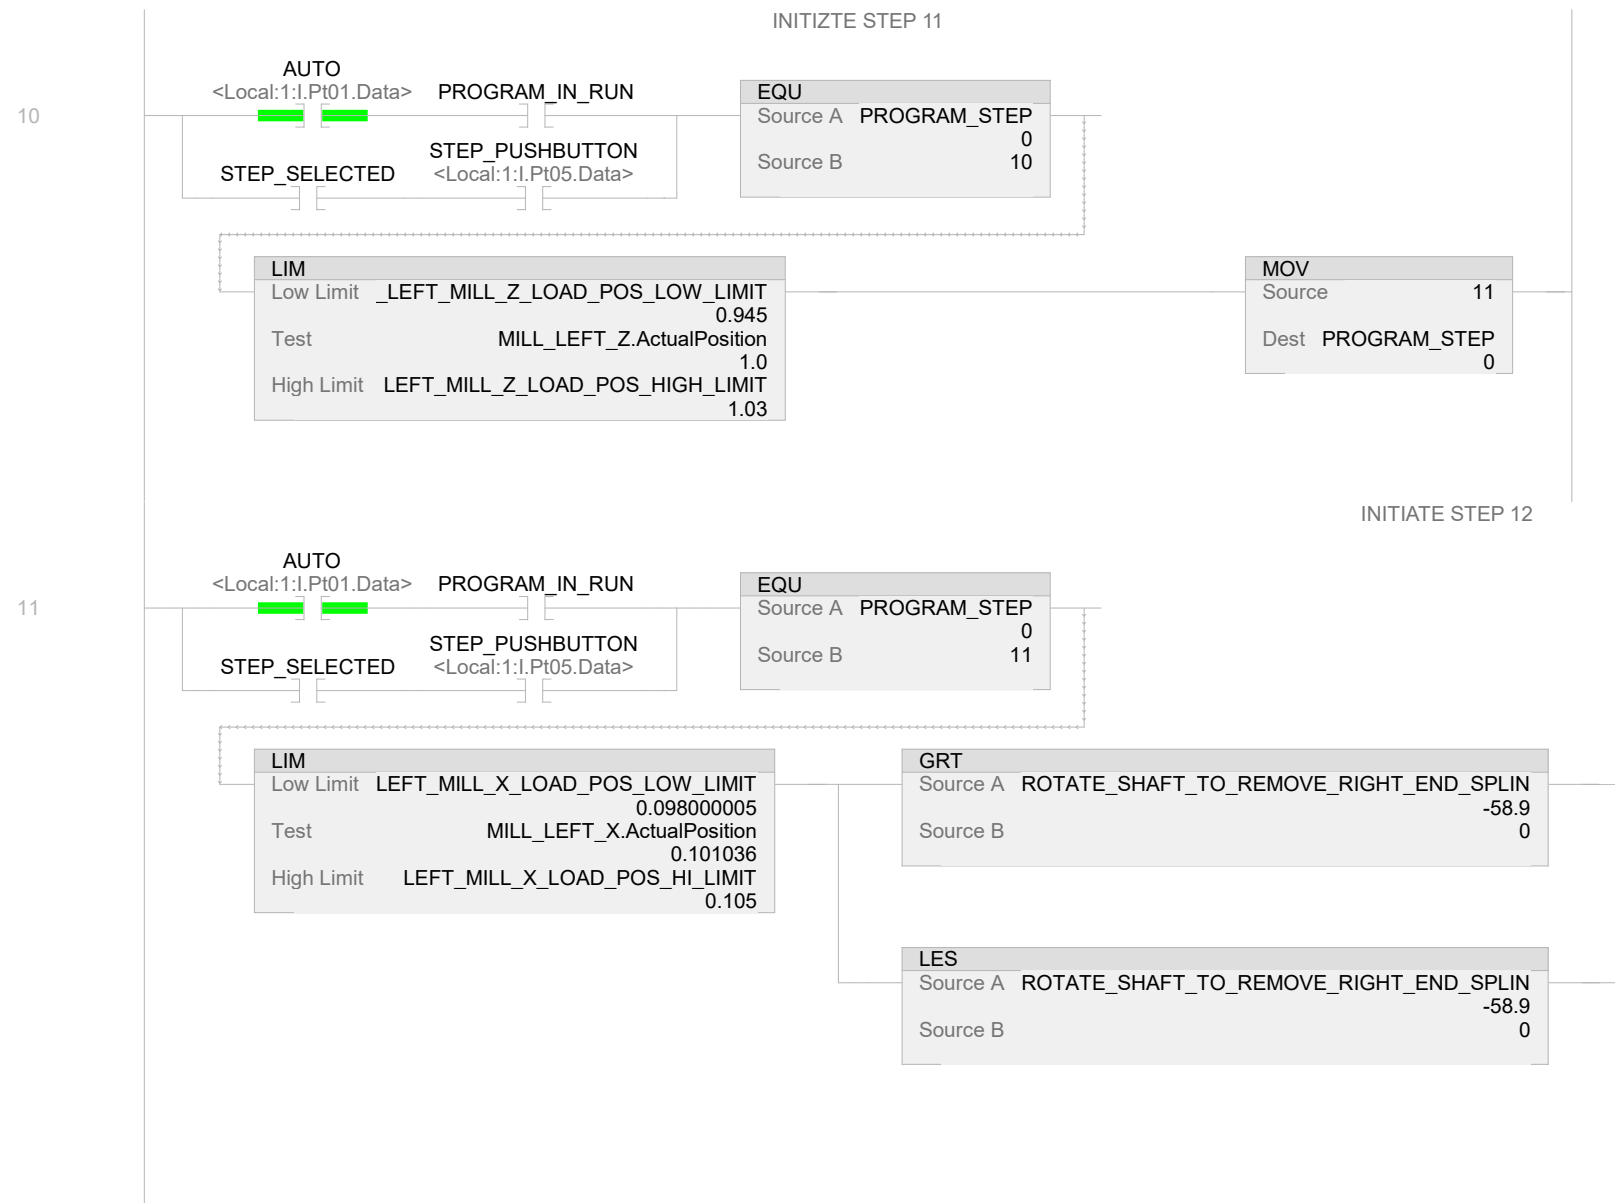 INITIZTE STEP 11
AUTO
<Local:1:I.Pt01.Data> PROGRAM_IN_RUN
10
STEP_PUSHBUTTON
STEP_SELECTED <Local:1:I.Pt05.Data>
EQU
Source A PROGRAM_STEP
0
Source B 10
LIM
Low Limit _LEFT_MILL_Z_LOAD_POS_LOW_LIMIT
0.945
Test MILL_LEFT_Z.ActualPosition
1.0
High Limit LEFT_MILL_Z_LOAD_POS_HIGH_LIMIT
1.03
MOV
Source 11
Dest PROGRAM_STEP
0
INITIATE STEP 12
AUTO
<Local:1:I.Pt01.Data> PROGRAM_IN_RUN
11
STEP_PUSHBUTTON
STEP_SELECTED <Local:1:I.Pt05.Data>
EQU
Source A PROGRAM_STEP
0
Source B 11
LIM
Low Limit LEFT_MILL_X_LOAD_POS_LOW_LIMIT
0.098000005
Test MILL_LEFT_X.ActualPosition
0.101036
High Limit LEFT_MILL_X_LOAD_POS_HI_LIMIT
0.105
GRT
Source A ROTATE_SHAFT_TO_REMOVE_RIGHT_END_SPLIN
-58.9
Source B 0
LES
Source A ROTATE_SHAFT_TO_REMOVE_RIGHT_END_SPLIN
-58.9
Source B 0